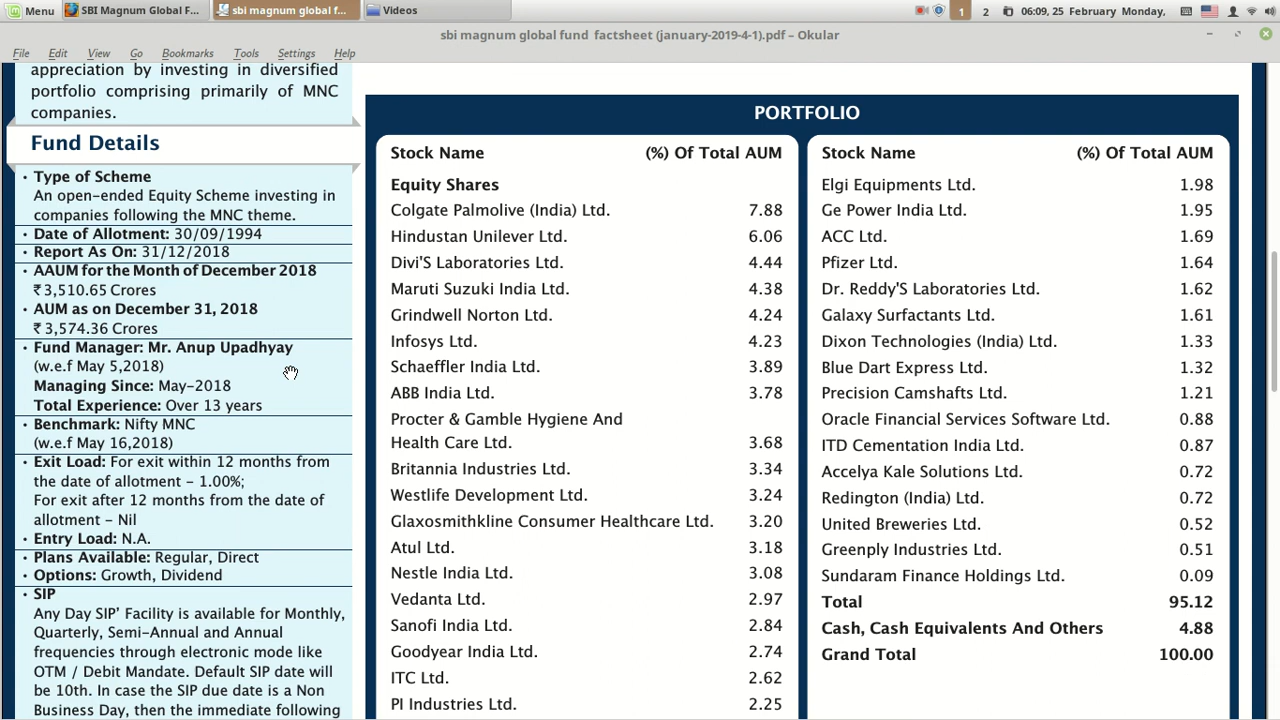 Menu
SBI Magnum Global F...
sbi magnum global f...
Videos
1
2
06:09, 25 February Monday,
sbi magnum global fund factsheet (january-2019-4-1).pdf – Okular
File Edit View Go Bookmarks Tools Settings Help
appreciation by investing in diversified
portfolio comprising primarily of MNC
companies.
Fund Details
• Type of Scheme
An open-ended Equity Scheme investing in
companies following the MNC theme.
• Date of Allotment: 30/09/1994
• Report As On: 31/12/2018
• AAUM for the Month of December 2018
₹ 3,510.65 Crores
• AUM as on December 31, 2018
₹ 3,574.36 Crores
• Fund Manager: Mr. Anup Upadhyay
(w.e.f May 5,2018)
Managing Since: May-2018
Total Experience: Over 13 years
• Benchmark: Nifty MNC
(w.e.f May 16,2018)
• Exit Load: For exit within 12 months from
the date of allotment - 1.00%;
For exit after 12 months from the date of
allotment - Nil
• Entry Load: N.A.
• Plans Available: Regular, Direct
• Options: Growth, Dividend
• SIP
Any Day SIP' Facility is available for Monthly,
Quarterly, Semi-Annual and Annual
frequencies through electronic mode like
OTM / Debit Mandate. Default SIP date will
be 10th. In case the SIP due date is a Non
Business Day, then the immediate following
PORTFOLIO
Stock Name (%) Of Total AUM
Equity Shares
Colgate Palmolive (India) Ltd. 7.88
Hindustan Unilever Ltd. 6.06
Divi'S Laboratories Ltd. 4.44
Maruti Suzuki India Ltd. 4.38
Grindwell Norton Ltd. 4.24
Infosys Ltd. 4.23
Schaeffler India Ltd. 3.89
ABB India Ltd. 3.78
Procter & Gamble Hygiene And
Health Care Ltd. 3.68
Britannia Industries Ltd. 3.34
Westlife Development Ltd. 3.24
Glaxosmithkline Consumer Healthcare Ltd. 3.20
Atul Ltd. 3.18
Nestle India Ltd. 3.08
Vedanta Ltd. 2.97
Sanofi India Ltd. 2.84
Goodyear India Ltd. 2.74
ITC Ltd. 2.62
PI Industries Ltd. 2.25
Stock Name (%) Of Total AUM
Elgi Equipments Ltd. 1.98
Ge Power India Ltd. 1.95
ACC Ltd. 1.69
Pfizer Ltd. 1.64
Dr. Reddy'S Laboratories Ltd. 1.62
Galaxy Surfactants Ltd. 1.61
Dixon Technologies (India) Ltd. 1.33
Blue Dart Express Ltd. 1.32
Precision Camshafts Ltd. 1.21
Oracle Financial Services Software Ltd. 0.88
ITD Cementation India Ltd. 0.87
Accelya Kale Solutions Ltd. 0.72
Redington (India) Ltd. 0.72
United Breweries Ltd. 0.52
Greenply Industries Ltd. 0.51
Sundaram Finance Holdings Ltd. 0.09
Total 95.12
Cash, Cash Equivalents And Others 4.88
Grand Total 100.00